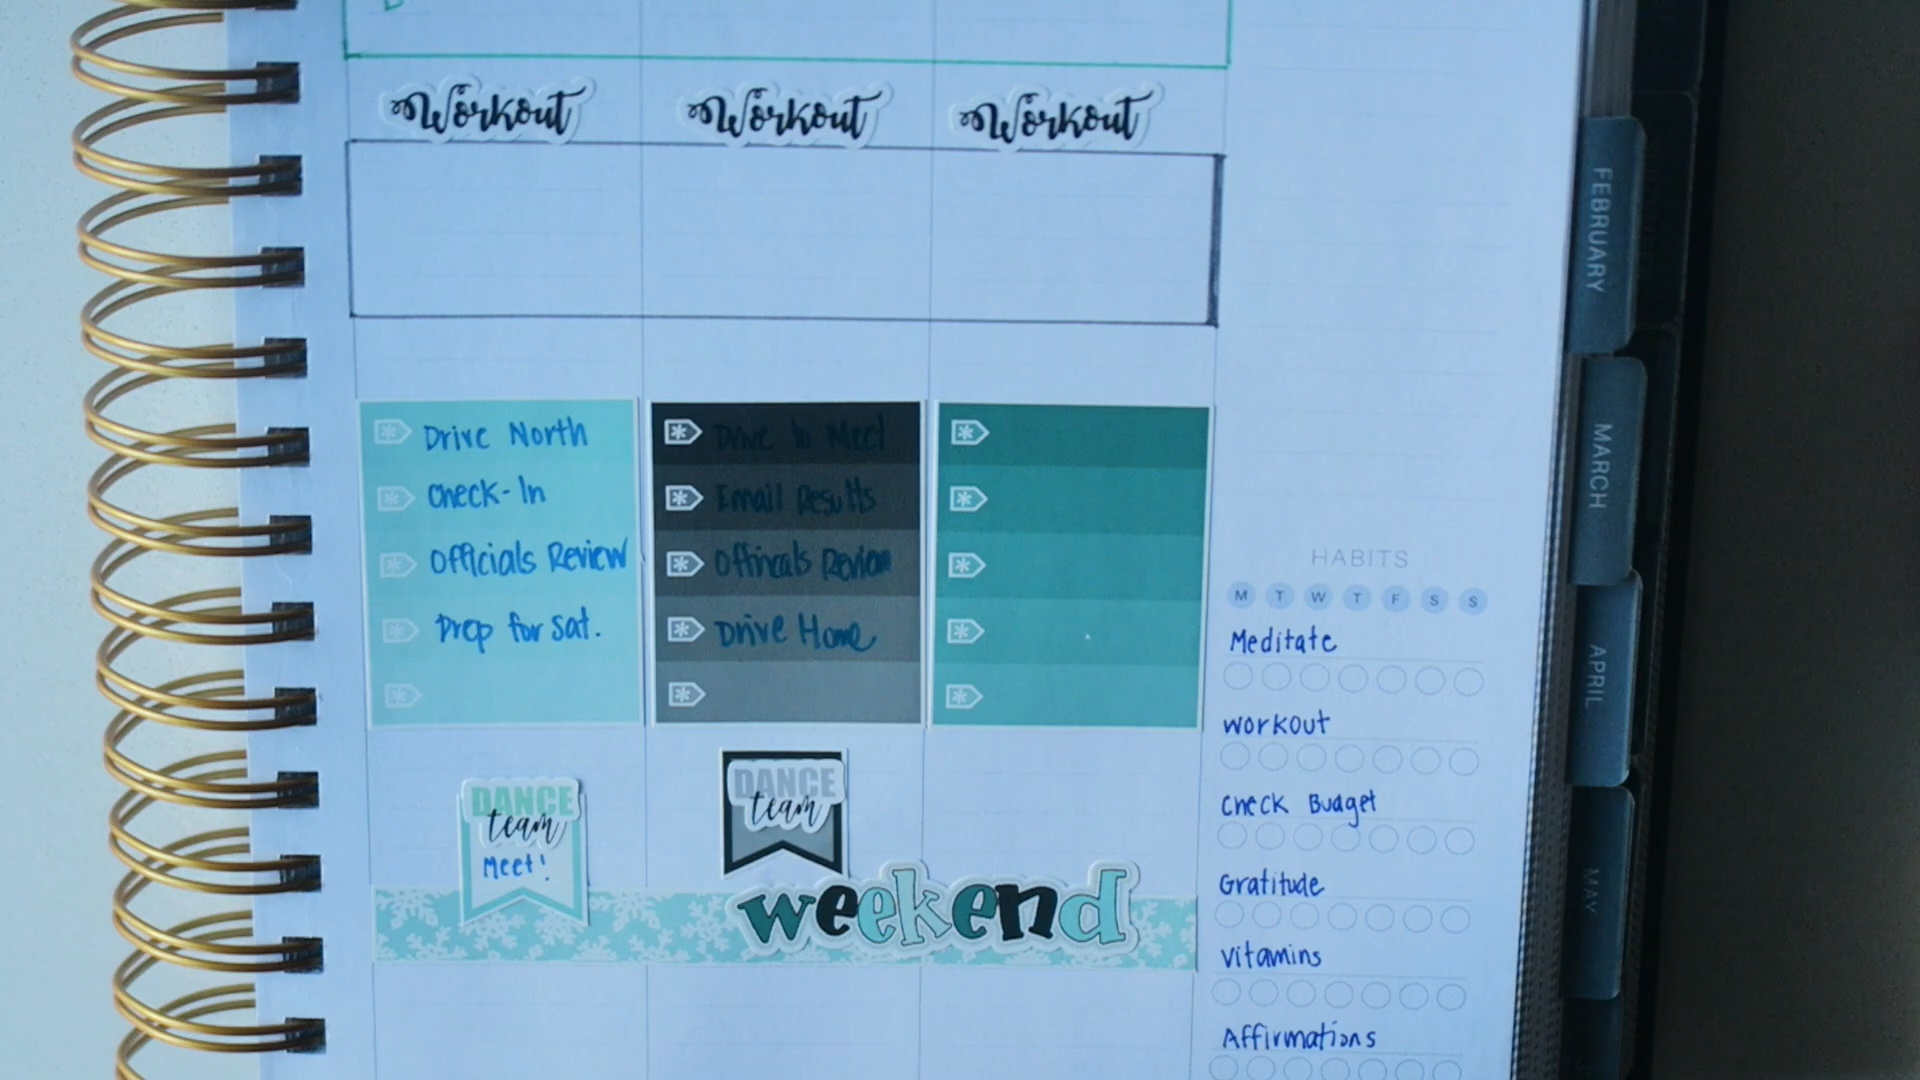 Workout
Workout
Workout
Drive North
Check-In
Officials Review
Prep for Sat.
Drive to Meet
Email Results
Officials Review
Drive Home
DANCE
team
Meet!
DANCE
team
weekend
HABITS
M T W T F S S
Meditate
Workout
Check Budget
Gratitude
Vitamins
Affirmations
FEBRUARY
MARCH
APRIL
MAY